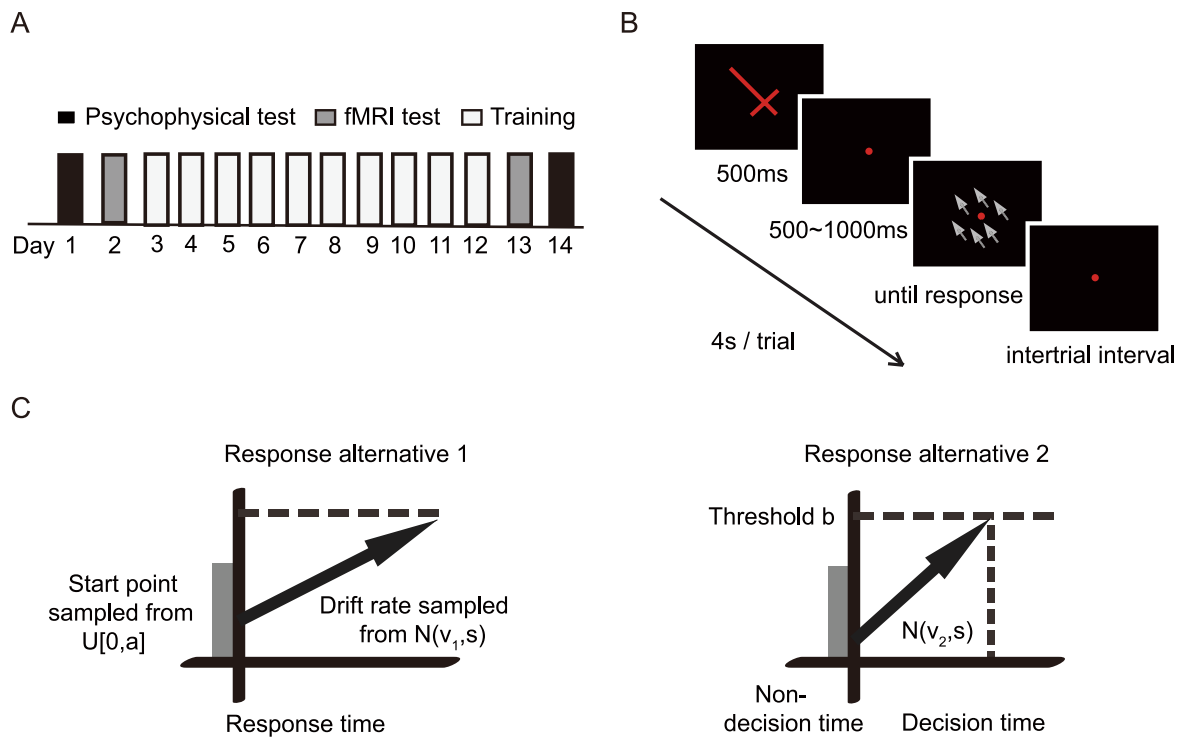 A
Psychophysical test fMRI test Training
Day 1 2 3 4 5 6 7 8 9 10 11 12 13 14
B
500ms
500~1000ms
until response
intertrial interval
4s / trial
C
Response alternative 1
Start point
sampled from
U[0,a]
Drift rate sampled
from N(v₁,s)
Response time
Response alternative 2
Threshold b
N(v₂,s)
Non-
decision time
Decision time